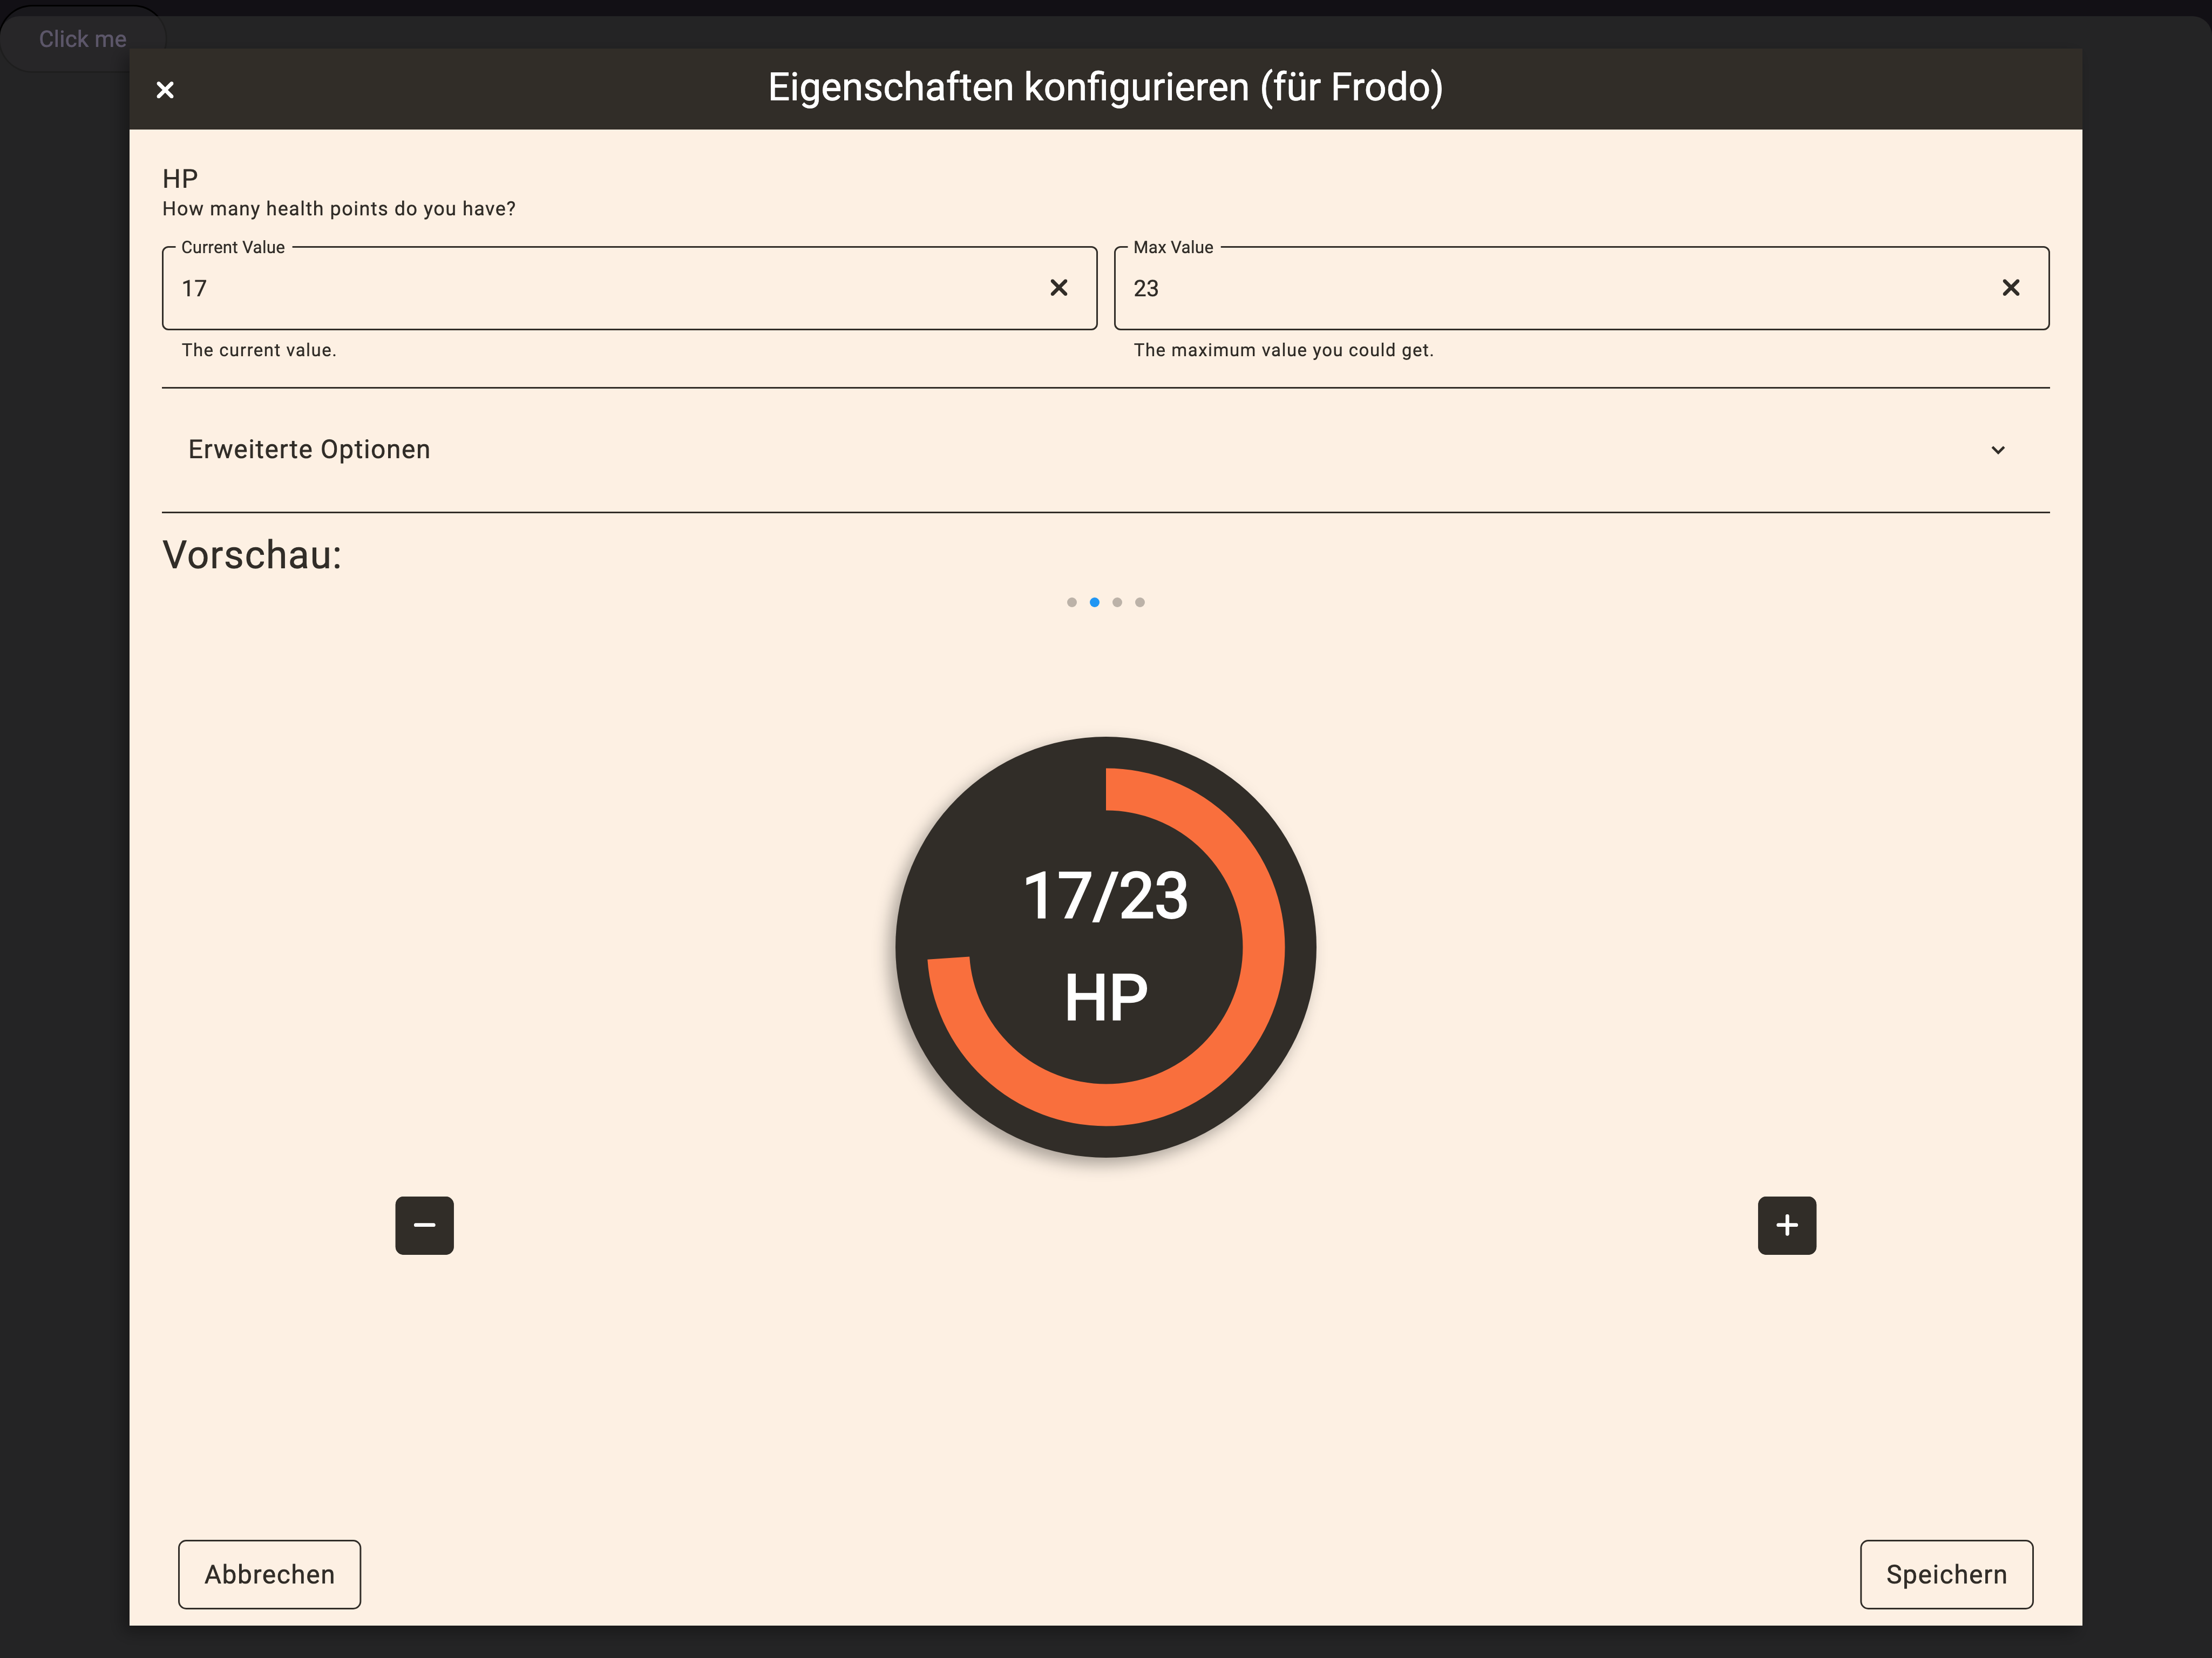 Click me
Eigenschaften konfigurieren (für Frodo)
HP
How many health points do you have?
Current Value
17
The current value.
Max Value
23
The maximum value you could get.
Erweiterte Optionen
Vorschau:
17/23
HP
Abbrechen
Speichern